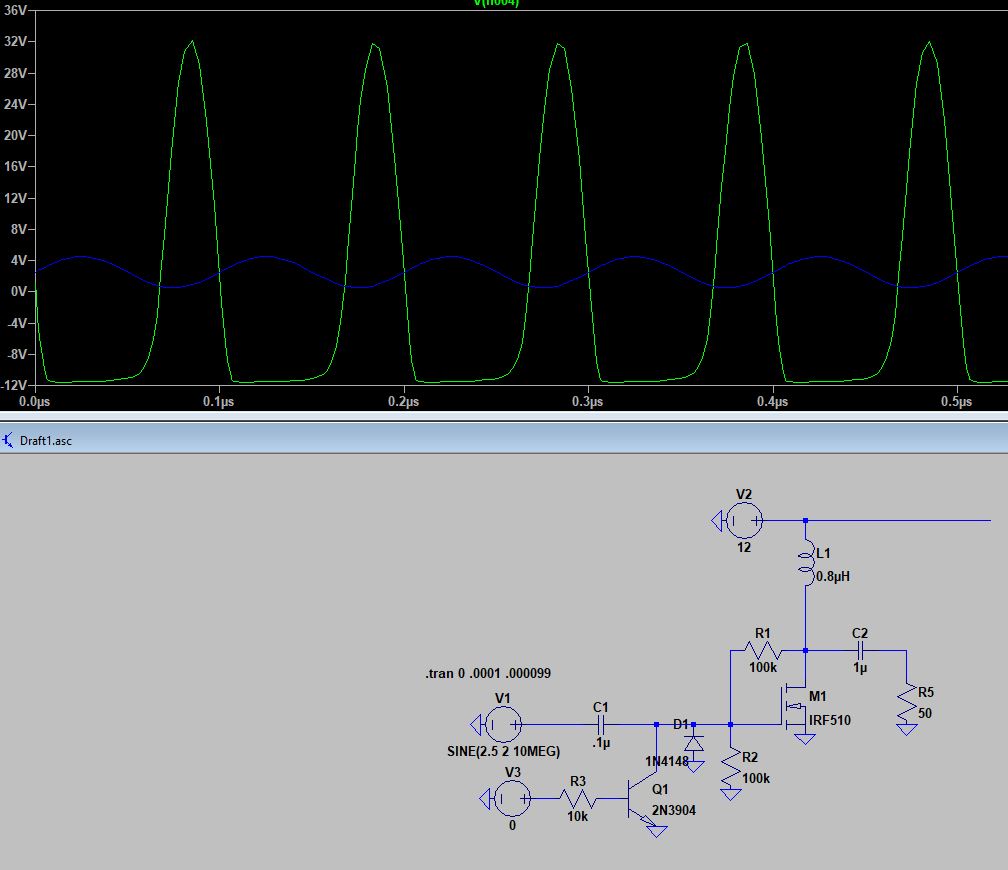 V(n004)
36V
32V
28V
24V
20V
16V
12V
8V
4V
0V
-4V
-8V
-12V
0.0µs 0.1µs 0.2µs 0.3µs 0.4µs 0.5µs
Draft1.asc
V2
12
L1
0.8µH
R1
100k
C2
1µ
.tran 0 .0001 .000099
V1
SINE(2.5 2 10MEG)
C1
.1µ
D1
1N4148
M1
IRF510
R5
50
R2
100k
V3
0
R3
10k
Q1
2N3904